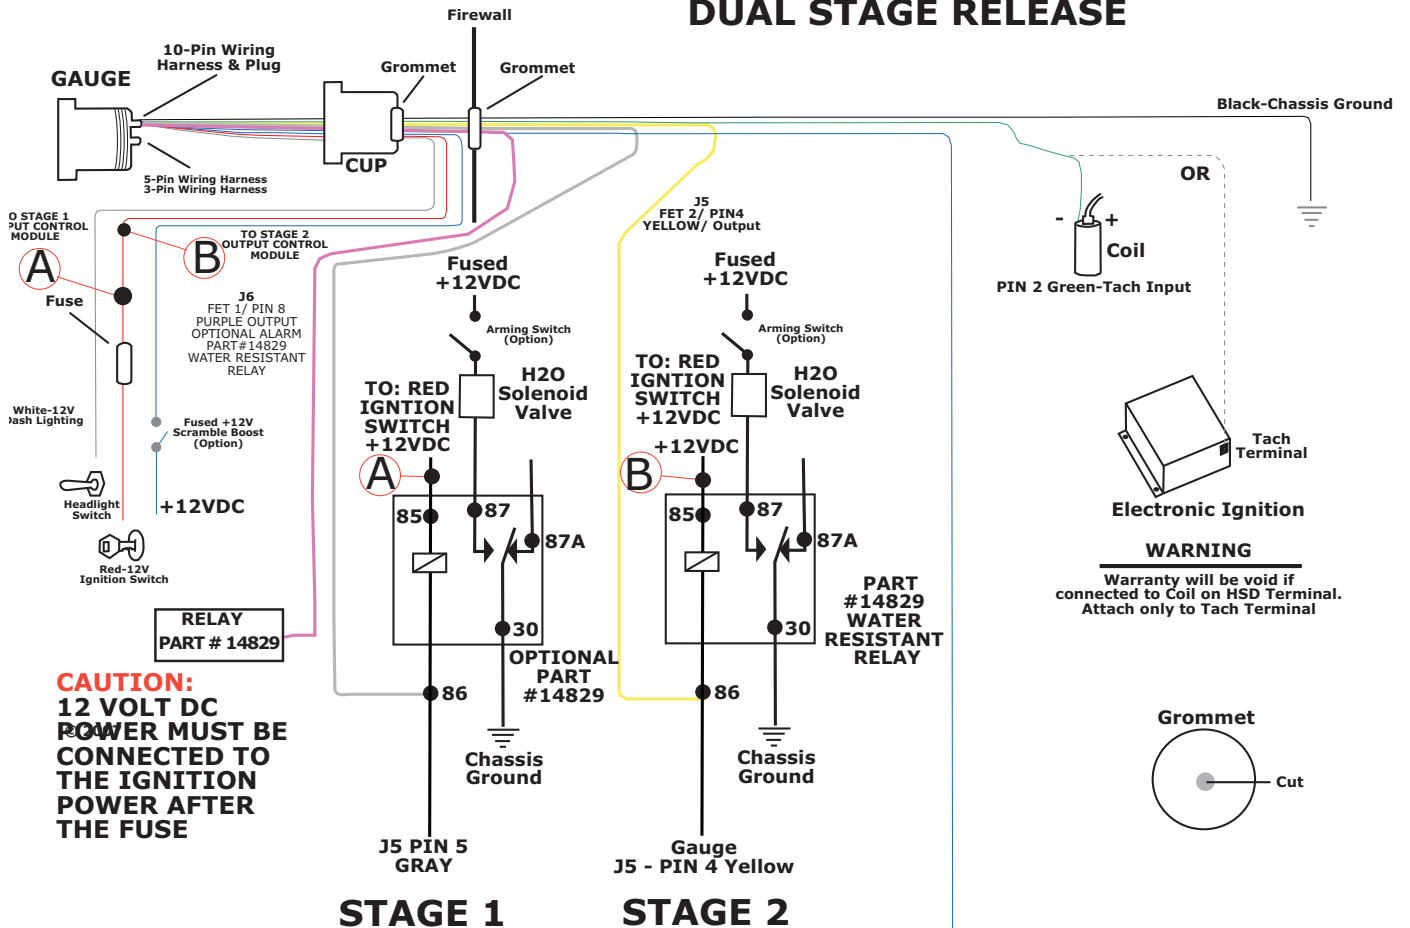 DUAL STAGE RELEASE
Firewall
10-Pin Wiring
Harness & Plug
GAUGE
Grommet
Grommet
Black-Chassis Ground
CUP
5-Pin Wiring Harness
3-Pin Wiring Harness
OR
J5
FET 2/ PIN4
YELLOW/ Output
O STAGE 1
PUT CONTROL
MODULE
A
TO STAGE 2
OUTPUT CONTROL
MODULE
B
- +
Coil
PIN 2 Green-Tach Input
Fuse
J6
FET 1/ PIN 8
PURPLE OUTPUT
OPTIONAL ALARM
PART#14829
WATER RESISTANT
RELAY
Fused
+12VDC
Arming Switch
(Option)
H2O
Solenoid
Valve
TO: RED
IGNTION
SWITCH
+12VDC
A
85
87
87A
30
86
OPTIONAL
PART
#14829
Chassis
Ground
J5 PIN 5
GRAY
STAGE 1
Fused
+12VDC
Arming Switch
(Option)
H2O
Solenoid
Valve
TO: RED
IGNTION
SWITCH
+12VDC
+12VDC
B
85
87
87A
30
86
PART
#14829
WATER
RESISTANT
RELAY
Chassis
Ground
Gauge
J5 - PIN 4 Yellow
STAGE 2
White-12V
Dash Lighting
Fused +12V
Scramble Boost
(Option)
Headlight
Switch
+12VDC
Red-12V
Ignition Switch
RELAY
PART # 14829
CAUTION:
12 VOLT DC
POWER MUST BE
© 2007
CONNECTED TO
THE IGNITION
POWER AFTER
THE FUSE
Tach
Terminal
Electronic Ignition
WARNING
Warranty will be void if
connected to Coil on HSD Terminal.
Attach only to Tach Terminal
Grommet
Cut